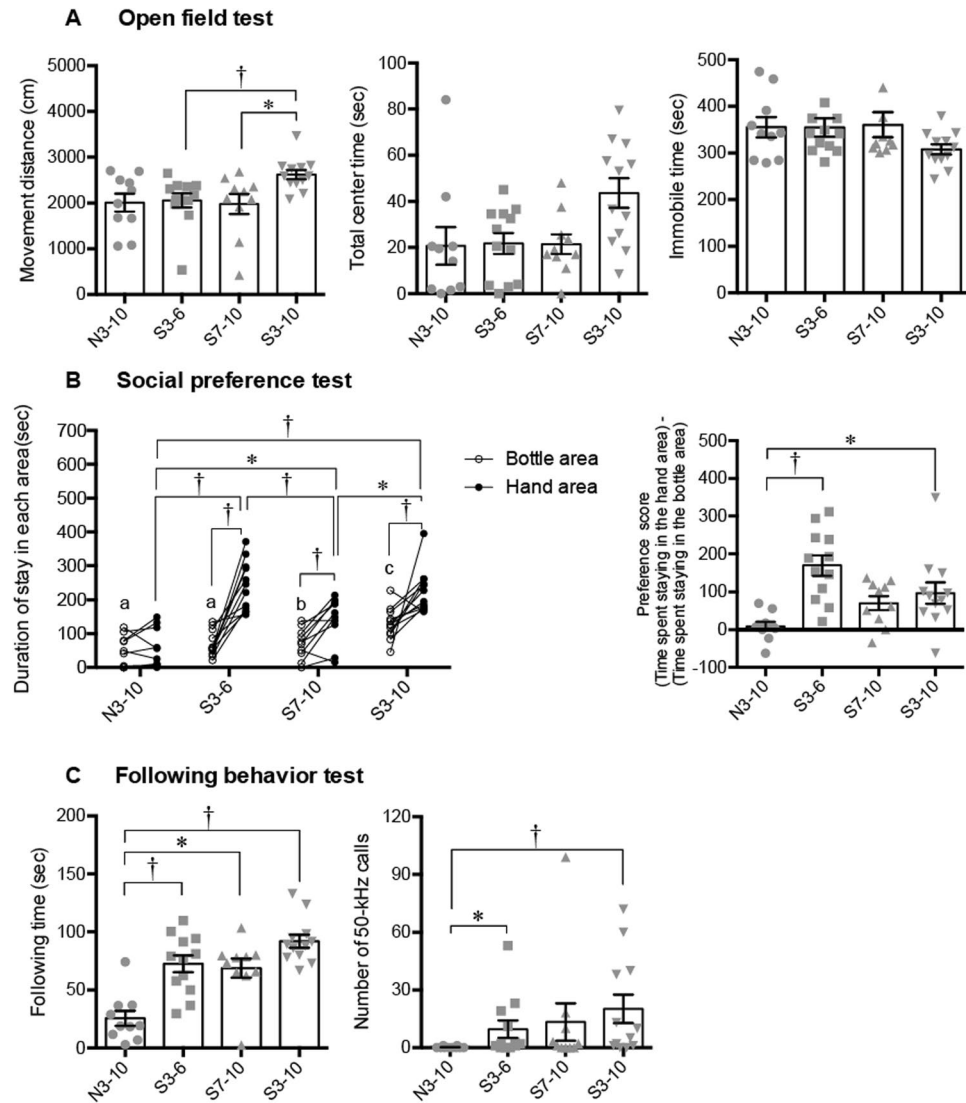 A Open field test
Movement distance (cm)
5000
4000
3000
2000
1000
0
†
*
N3-10
S3-6
S7-10
S3-10
Total center time (sec)
100
80
60
40
20
0
N3-10
S3-6
S7-10
S3-10
Immobile time (sec)
500
400
300
200
100
0
N3-10
S3-6
S7-10
S3-10
B Social preference test
Duration of stay in each area(sec)
700
600
500
400
300
200
100
0
†
*
†
†
*
†
†
†
a
a
b
c
N3-10
S3-6
S7-10
S3-10
Bottle area
Hand area
Preference score
(Time spent staying in the hand area) -
(Time spent staying in the bottle area)
500
400
300
200
100
0
-100
*
†
N3-10
S3-6
S7-10
S3-10
C Following behavior test
Following time (sec)
200
150
100
50
0
†
*
†
N3-10
S3-6
S7-10
S3-10
Number of 50-kHz calls
120
90
60
30
0
†
*
N3-10
S3-6
S7-10
S3-10